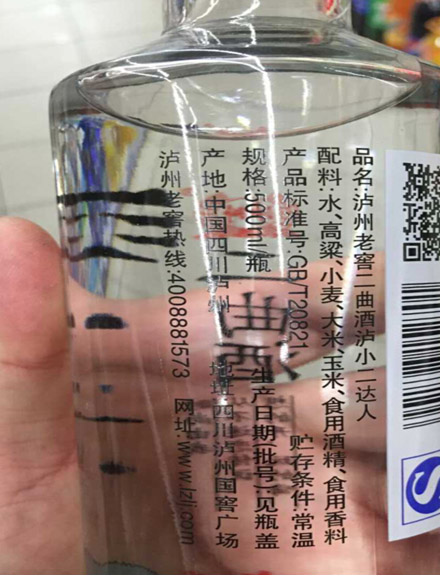 品名:泸州老窖二曲酒泸小二达人
配料:水、高粱、小麦、大米、玉米、食用酒精、食用香料
产品标准号:GB/T20821 贮存条件:常温
规格:500ml/瓶 生产日期(批号):见瓶盖
产地:中国四川泸州 地址:四川泸州国窖广场
泸州老窖热线:4008881573 网址:www.lzlj.com
二曲酒